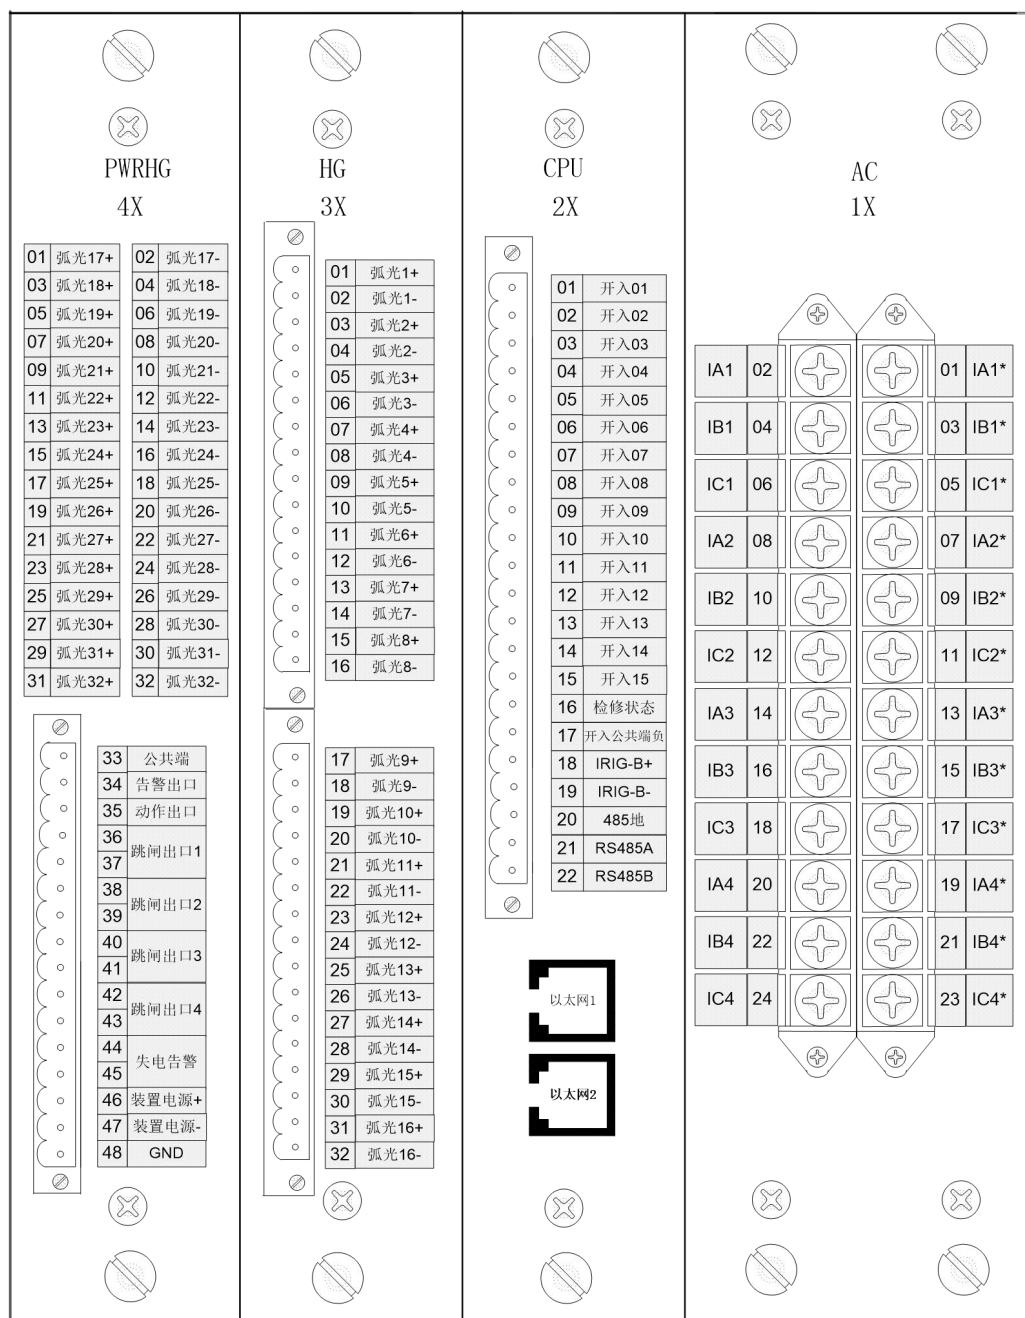 PWRHG
4X
01 弧光17+ 02 弧光17-
03 弧光18+ 04 弧光18-
05 弧光19+ 06 弧光19-
07 弧光20+ 08 弧光20-
09 弧光21+ 10 弧光21-
11 弧光22+ 12 弧光22-
13 弧光23+ 14 弧光23-
15 弧光24+ 16 弧光24-
17 弧光25+ 18 弧光25-
19 弧光26+ 20 弧光26-
21 弧光27+ 22 弧光27-
23 弧光28+ 24 弧光28-
25 弧光29+ 26 弧光29-
27 弧光30+ 28 弧光30-
29 弧光31+ 30 弧光31-
31 弧光32+ 32 弧光32-
33 公共端
34 告警出口
35 动作出口
36
37 跳闸出口1
38
39 跳闸出口2
40
41 跳闸出口3
42
43 跳闸出口4
44
45 失电告警
46 装置电源+
47 装置电源-
48 GND
HG
3X
01 弧光1+
02 弧光1-
03 弧光2+
04 弧光2-
05 弧光3+
06 弧光3-
07 弧光4+
08 弧光4-
09 弧光5+
10 弧光5-
11 弧光6+
12 弧光6-
13 弧光7+
14 弧光7-
15 弧光8+
16 弧光8-
17 弧光9+
18 弧光9-
19 弧光10+
20 弧光10-
21 弧光11+
22 弧光11-
23 弧光12+
24 弧光12-
25 弧光13+
26 弧光13-
27 弧光14+
28 弧光14-
29 弧光15+
30 弧光15-
31 弧光16+
32 弧光16-
CPU
2X
01 开入01
02 开入02
03 开入03
04 开入04
05 开入05
06 开入06
07 开入07
08 开入08
09 开入09
10 开入10
11 开入11
12 开入12
13 开入13
14 开入14
15 开入15
16 检修状态
17 开入公共端负
18 IRIG-B+
19 IRIG-B-
20 485地
21 RS485A
22 RS485B
以太网1
以太网2
AC
1X
IA1 02 01 IA1*
IB1 04 03 IB1*
IC1 06 05 IC1*
IA2 08 07 IA2*
IB2 10 09 IB2*
IC2 12 11 IC2*
IA3 14 13 IA3*
IB3 16 15 IB3*
IC3 18 17 IC3*
IA4 20 19 IA4*
IB4 22 21 IB4*
IC4 24 23 IC4*